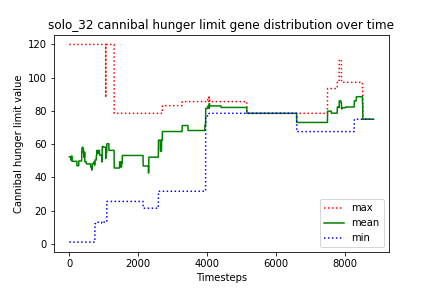 solo_32 cannibal hunger limit gene distribution over time
Cannibal hunger limit value
120
100
80
60
40
20
0
max
mean
min
0
2000
4000
6000
8000
Timesteps